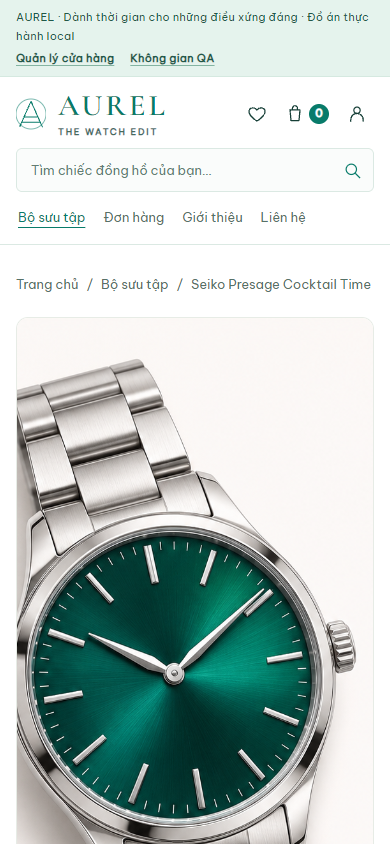 AUREL · Dành thời gian cho những điều xứng đáng · Đồ án thực
hành local
Quản lý cửa hàng Không gian QA
AUREL
THE WATCH EDIT
0
Tìm chiếc đồng hồ của bạn...
Bộ sưu tập Đơn hàng Giới thiệu Liên hệ
Trang chủ / Bộ sưu tập / Seiko Presage Cocktail Time